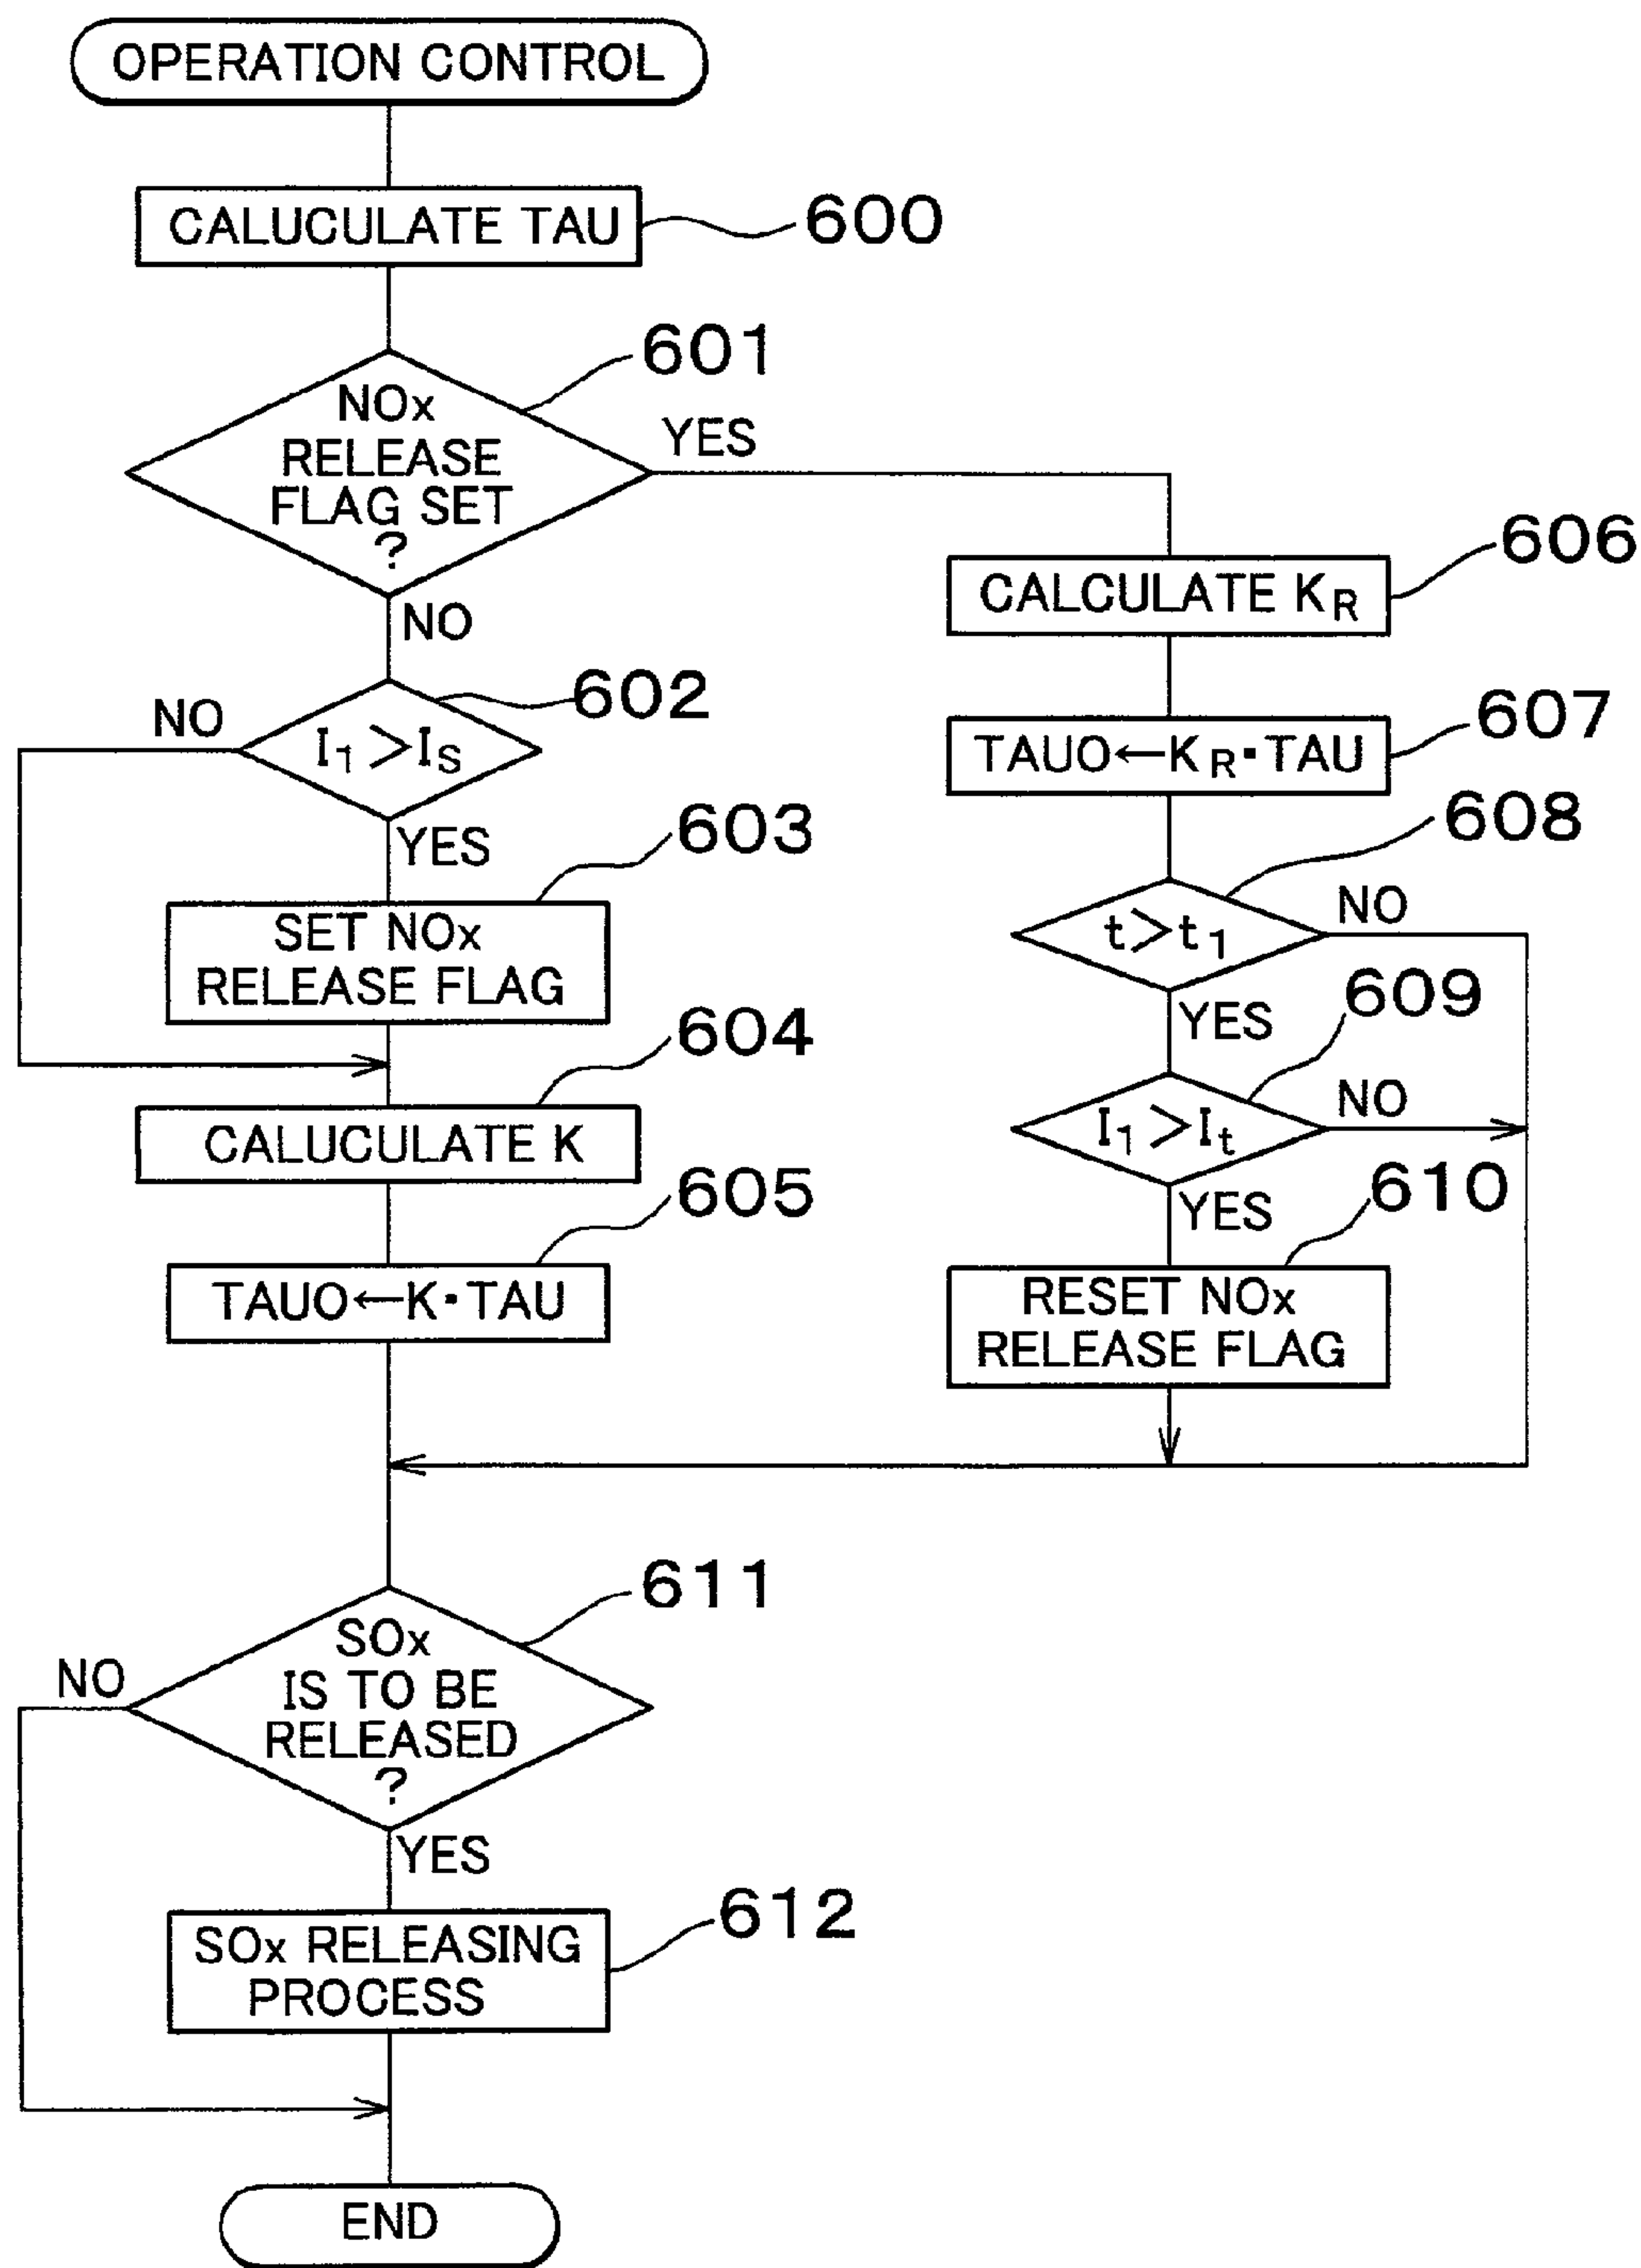 OPERATION CONTROL
CALUCULATE TAU
600
601
NOx
RELEASE
FLAG SET
?
YES
NO
606
CALCULATE KR
602
NO
I1>IS
YES
607
TAUO←KR・TAU
603
SET NOx
RELEASE FLAG
608
t>t1
NO
YES
604
CALUCULATE K
609
I1>It
NO
YES
605
TAUO←K・TAU
610
RESET NOx
RELEASE FLAG
611
SOx
IS TO BE
RELEASED
?
NO
YES
612
SOx RELEASING
PROCESS
END